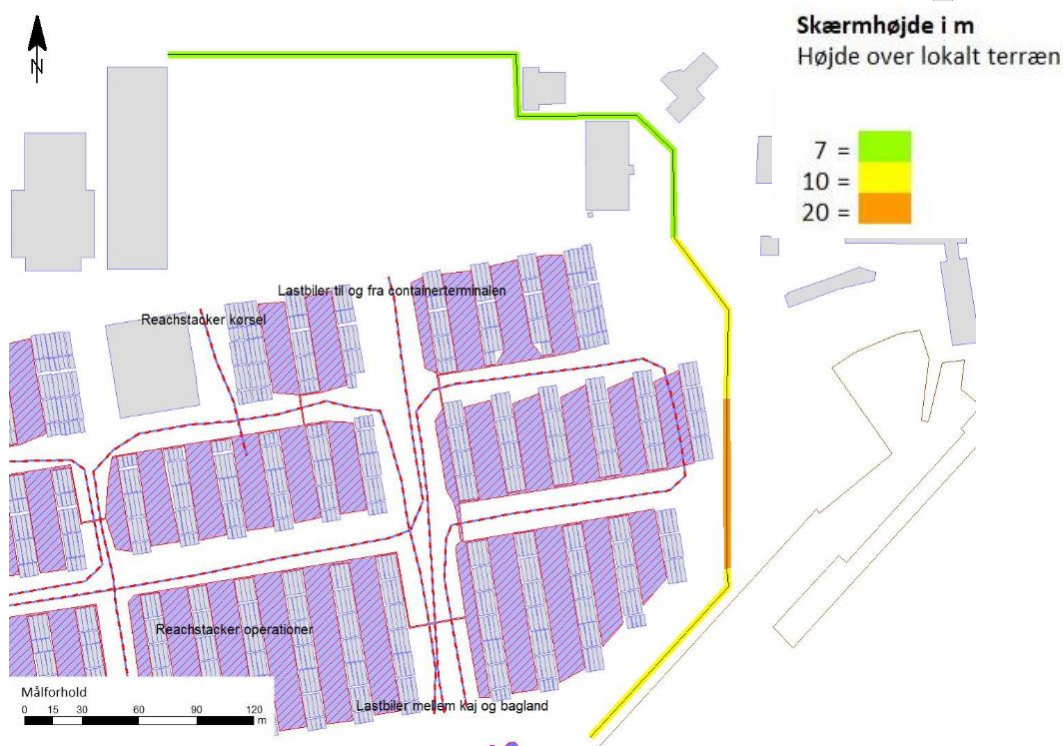 N
Skærmhøjde i m
Højde over lokalt terræn
7 =
10 =
20 =
Lastbiler til og fra containerterminalen
Reachstacker kørsel
Reachstacker operationer
Lastbiler mellem kaj og bagland
Målforhold
0 15 30 60 90 120
m